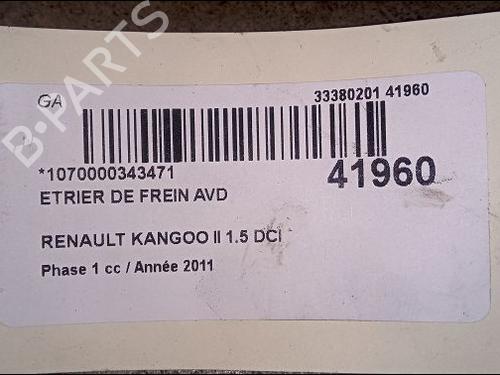 GA
33380201 41960
*1070000343471
41960
ETRIER DE FREIN AVD
RENAULT KANGOO II 1.5 DCI
Phase 1 cc / Année 2011
B-PARTS